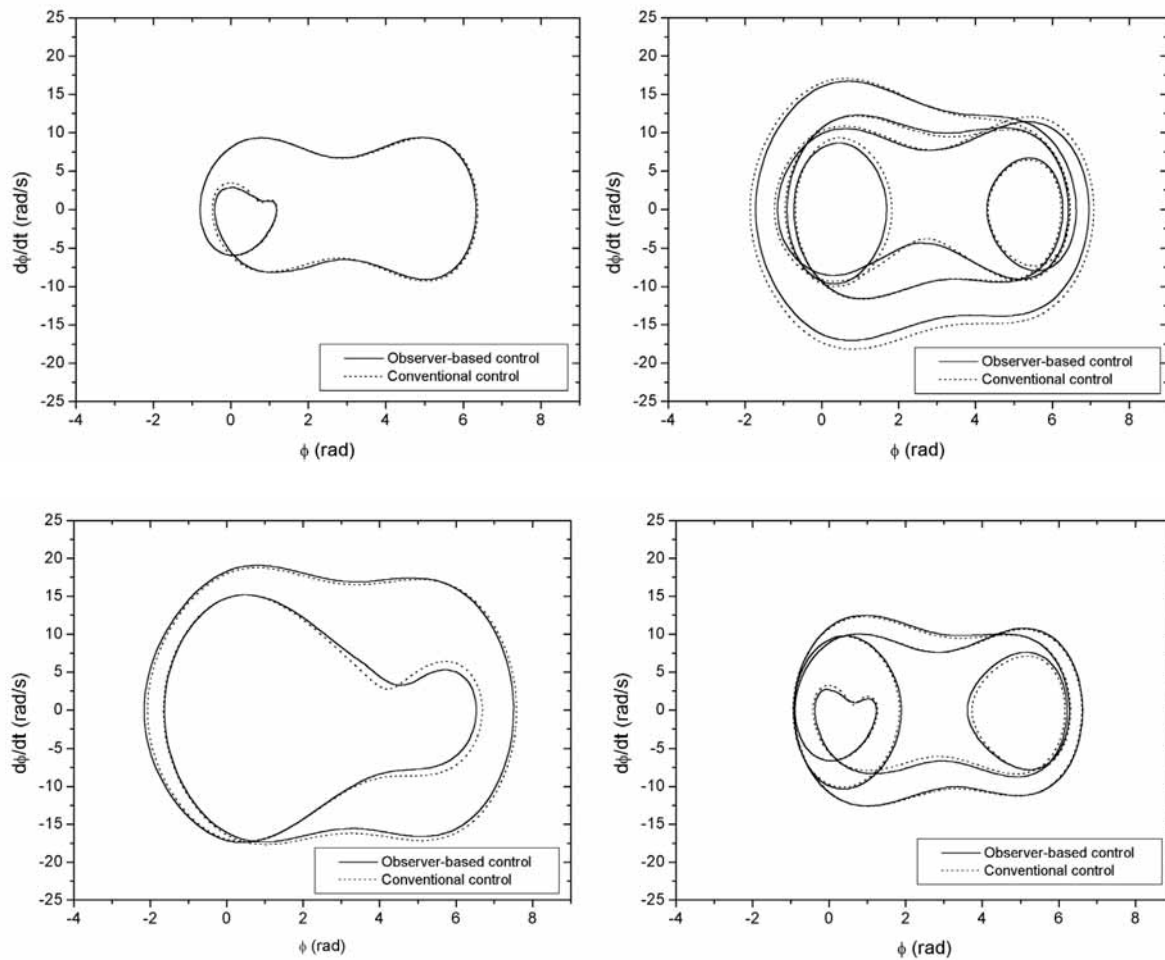 25
20
15
10
5
0
-5
-10
-15
-20
-25
dϕ/dt (rad/s)
Observer-based control
Conventional control
-4 -2 0 2 4 6 8
ϕ (rad)
25
20
15
10
5
0
-5
-10
-15
-20
-25
dϕ/dt (rad/s)
Observer-based control
Conventional control
-4 -2 0 2 4 6 8
ϕ (rad)
25
20
15
10
5
0
-5
-10
-15
-20
-25
dϕ/dt (rad/s)
Observer-based control
Conventional control
-4 -2 0 2 4 6 8
ϕ (rad)
25
20
15
10
5
0
-5
-10
-15
-20
-25
dϕ/dt (rad/s)
Observer-based control
Conventional control
-4 -2 0 2 4 6 8
ϕ (rad)